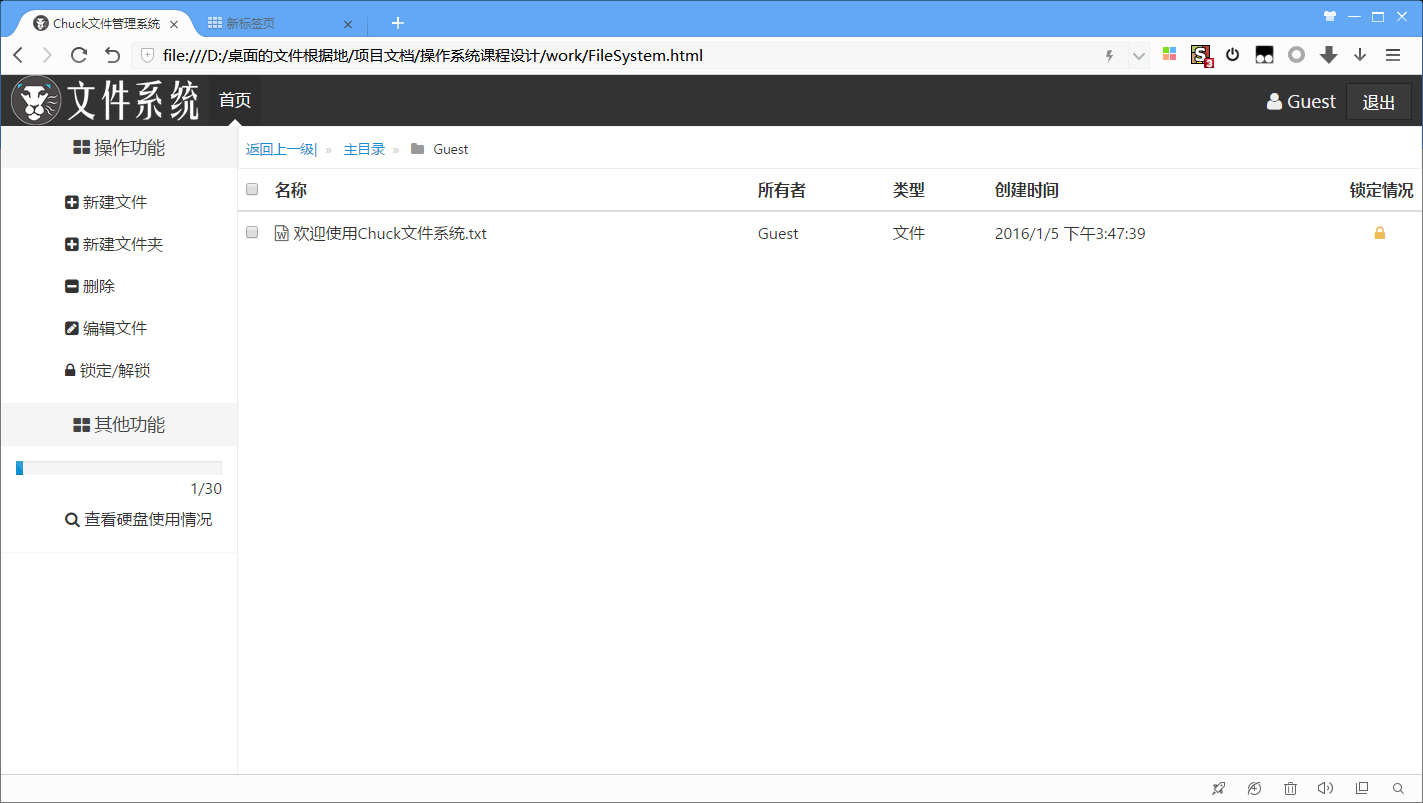 Chuck文件管理系统
新标签页
file:///D:/桌面的文件根据地/项目文档/操作系统课程设计/work/FileSystem.html
3
文件系统 首页 Guest 退出
操作功能
返回上一级| » 主目录 » Guest
名称 所有者 类型 创建时间 锁定情况
新建文件
欢迎使用Chuck文件系统.txt Guest 文件 2016/1/5 下午3:47:39
新建文件夹
删除
编辑文件
锁定/解锁
其他功能
1/30
查看硬盘使用情况